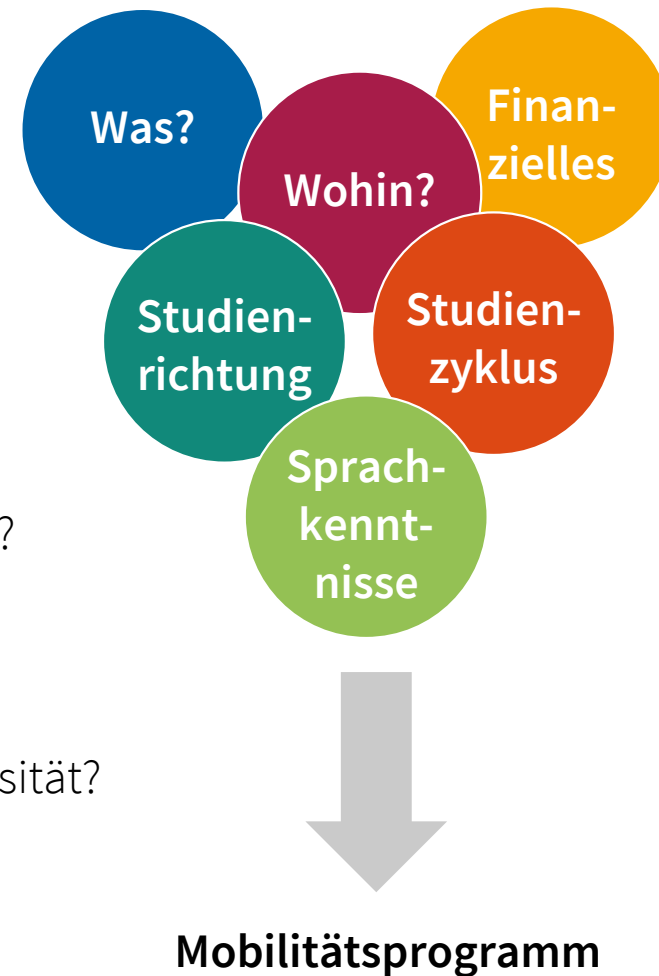 Was?
Finan-
zielles
Wohin?
Studien-
richtung
Studien-
zyklus
Sprach-
kennt-
nisse
?
sität?
Mobilitätsprogramm